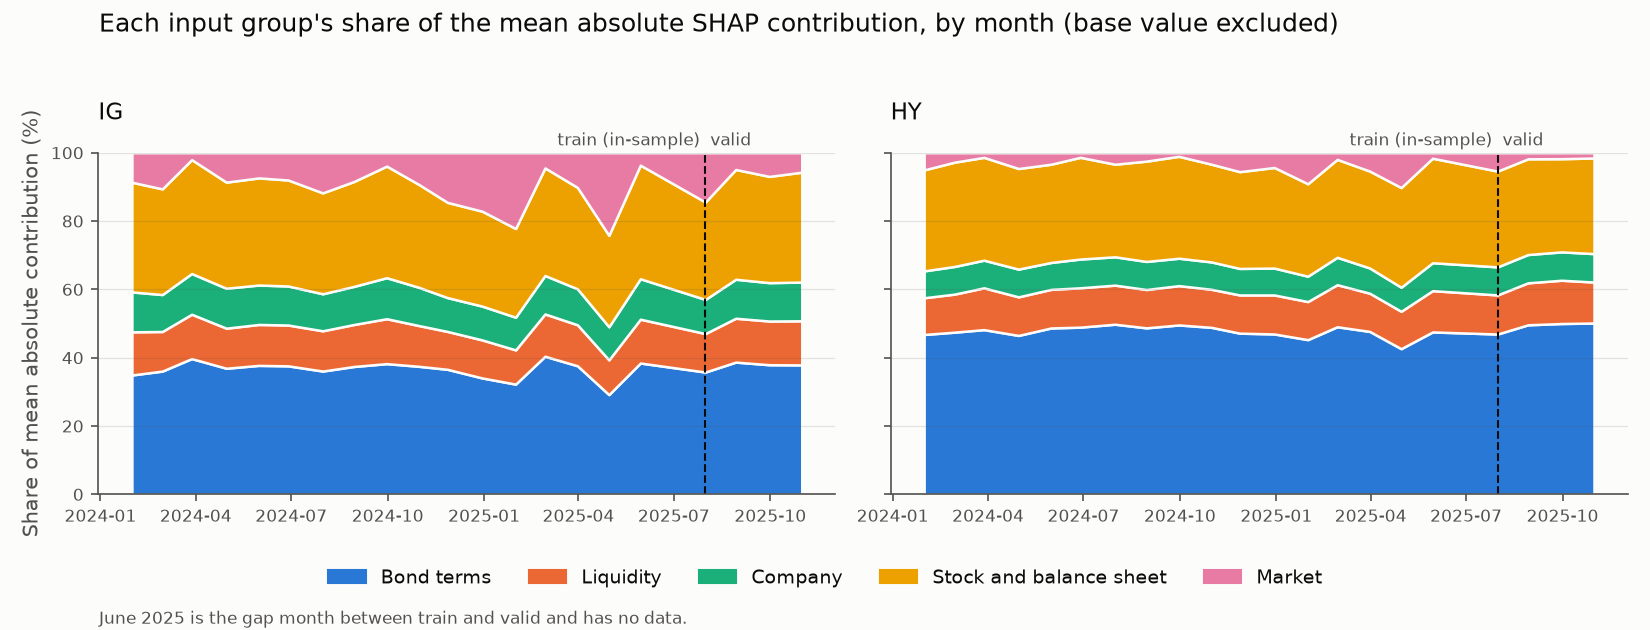 Each input group's share of the mean absolute SHAP contribution, by month (base value excluded)
IG
HY
train (in-sample) valid
train (in-sample) valid
Share of mean absolute contribution (%)
100
80
60
40
20
0
2024-01 2024-04 2024-07 2024-10 2025-01 2025-04 2025-07 2025-10
2024-01 2024-04 2024-07 2024-10 2025-01 2025-04 2025-07 2025-10
Bond terms Liquidity Company Stock and balance sheet Market
June 2025 is the gap month between train and valid and has no data.